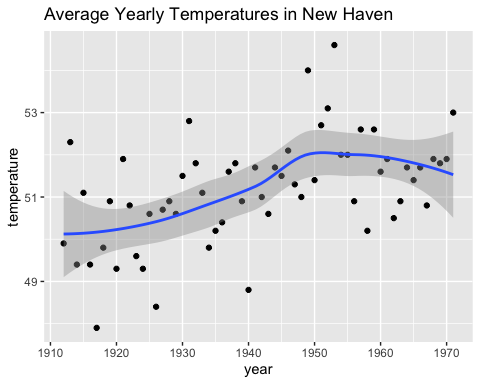 Average Yearly Temperatures in New Haven
temperature
53
51
49
1910 1920 1930 1940 1950 1960 1970
year